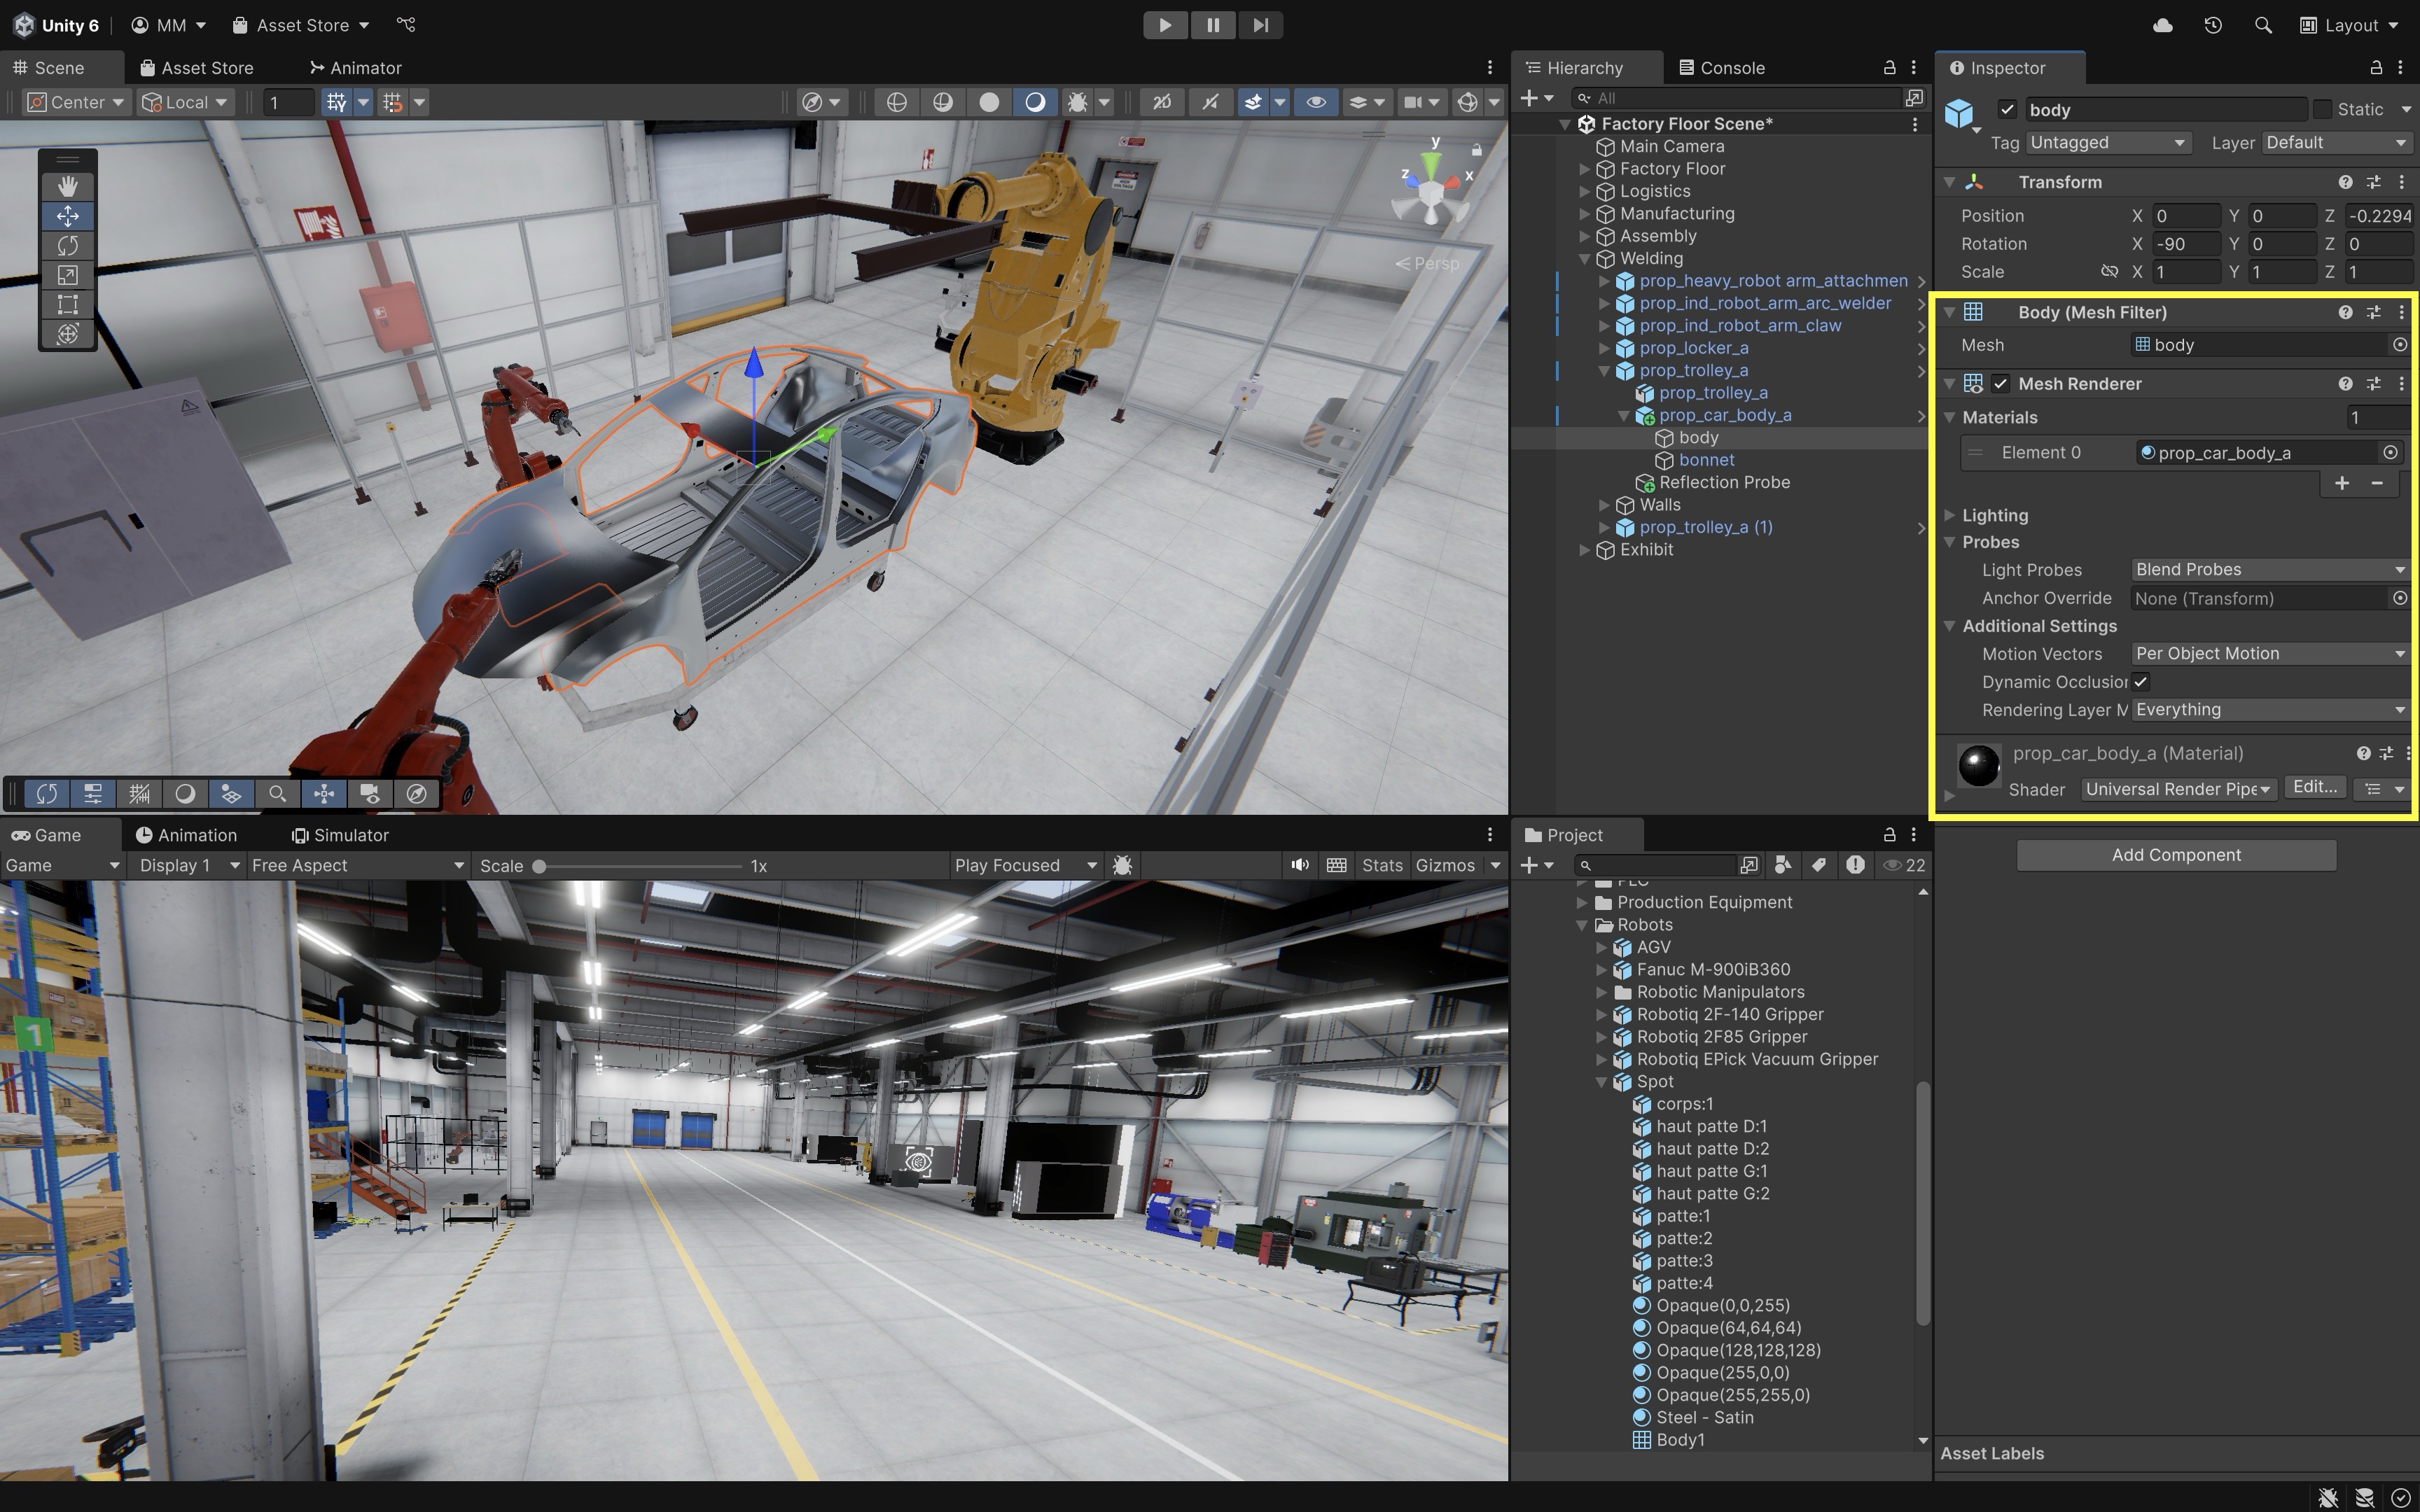 Unity 6 MM Asset Store Layout
Scene Asset Store Animator
Center Local 1 2D
y
z x
Persp
Hierarchy Console
All
Factory Floor Scene*
Main Camera
Factory Floor
Logistics
Manufacturing
Assembly
Welding
prop_heavy_robot arm_attachmen
prop_ind_robot_arm_arc_welder
prop_ind_robot_arm_claw
prop_locker_a
prop_trolley_a
prop_trolley_a
prop_car_body_a
body
bonnet
Reflection Probe
Walls
prop_trolley_a (1)
Exhibit
Inspector
body Static
Tag Untagged Layer Default
Transform
Position X 0 Y 0 Z -0.2294
Rotation X -90 Y 0 Z 0
Scale X 1 Y 1 Z 1
Body (Mesh Filter)
Mesh body
Mesh Renderer
Materials 1
Element 0 prop_car_body_a
Lighting
Probes
Light Probes Blend Probes
Anchor Override None (Transform)
Additional Settings
Motion Vectors Per Object Motion
Dynamic Occlusion
Rendering Layer M Everything
prop_car_body_a (Material)
Shader Universal Render Pipe Edit...
Add Component
Asset Labels
Game Animation Simulator
Game Display 1 Free Aspect Scale 1x Play Focused Stats Gizmos
1
Project
22
PLC
Production Equipment
Robots
AGV
Fanuc M-900iB360
Robotic Manipulators
Robotiq 2F-140 Gripper
Robotiq 2F85 Gripper
Robotiq EPick Vacuum Gripper
Spot
corps:1
haut patte D:1
haut patte D:2
haut patte G:1
haut patte G:2
patte:1
patte:2
patte:3
patte:4
Opaque(0,0,255)
Opaque(64,64,64)
Opaque(128,128,128)
Opaque(255,0,0)
Opaque(255,255,0)
Steel - Satin
Body1